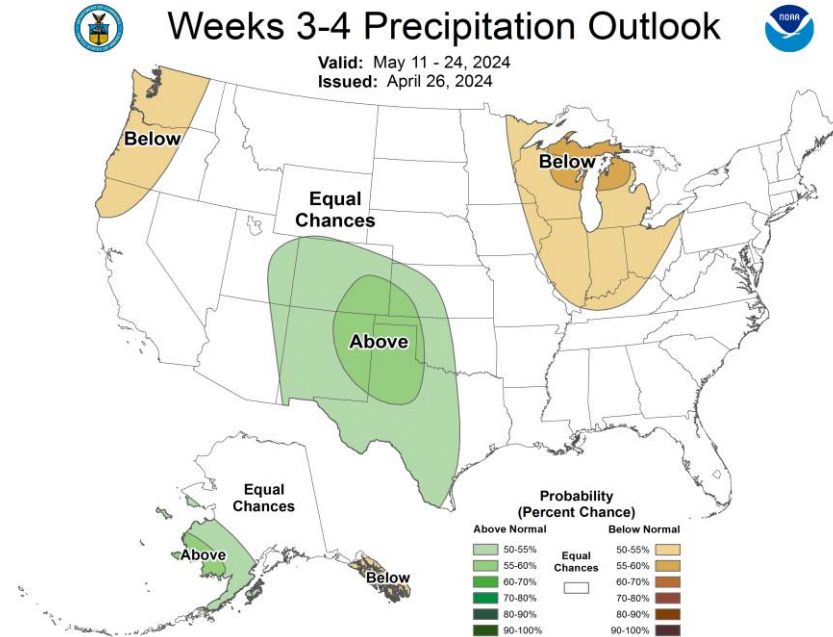 Weeks 3-4 Precipitation Outlook
NOAA
Valid: May 11 - 24, 2024
Issued: April 26, 2024
Below
Below
Equal
Chances
Above
Equal
Chances
Above
Below
Probability
(Percent Chance)
Above Normal
Below Normal
50-55%
55-60%
60-70%
70-80%
80-90%
90-100%
Equal
Chances
50-55%
55-60%
60-70%
70-80%
80-90%
90-100%